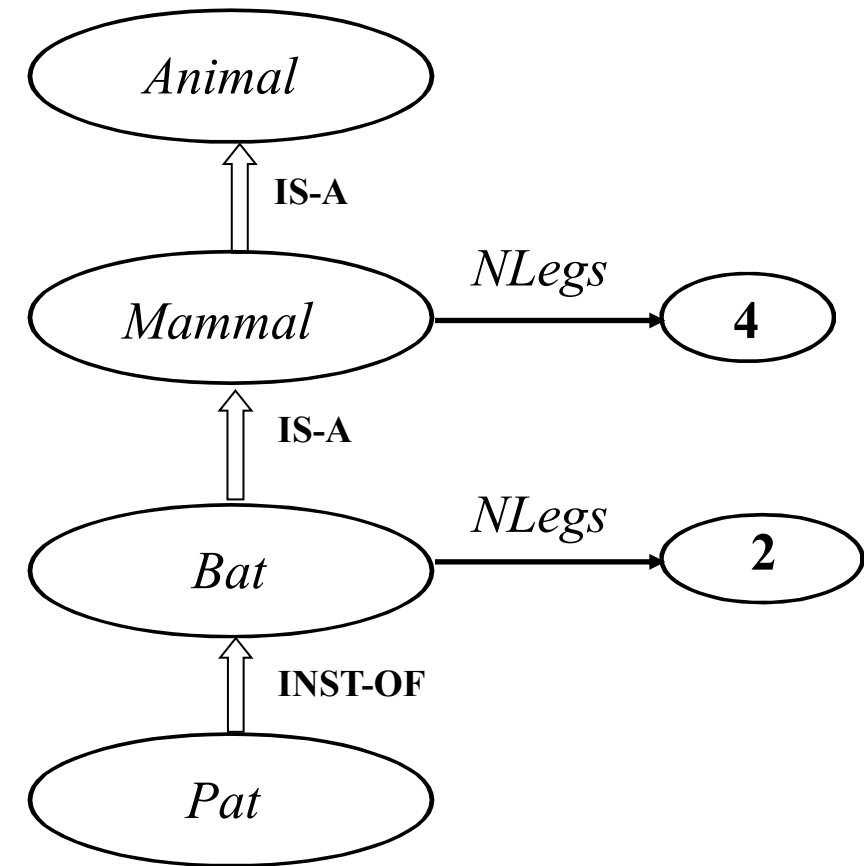 Animal
IS-A
NLegs
Mammal
4
IS-A
NLegs
Bat
2
INST-OF
Pat